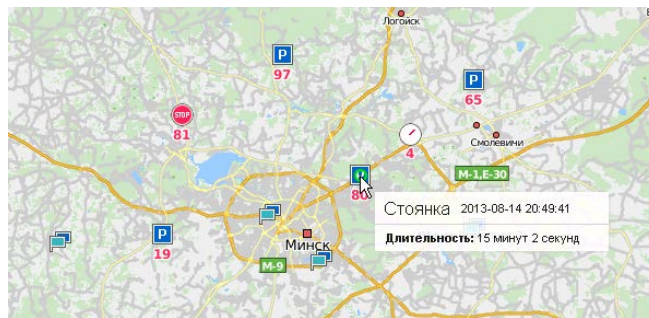 Логойск
P
97
P
65
STOP
81
4
Смолевичи
M-1,E-30
80
Стоянка 2013-08-14 20:49:41
Длительность: 15 минут 2 секунд
P
19
Минск
M-9